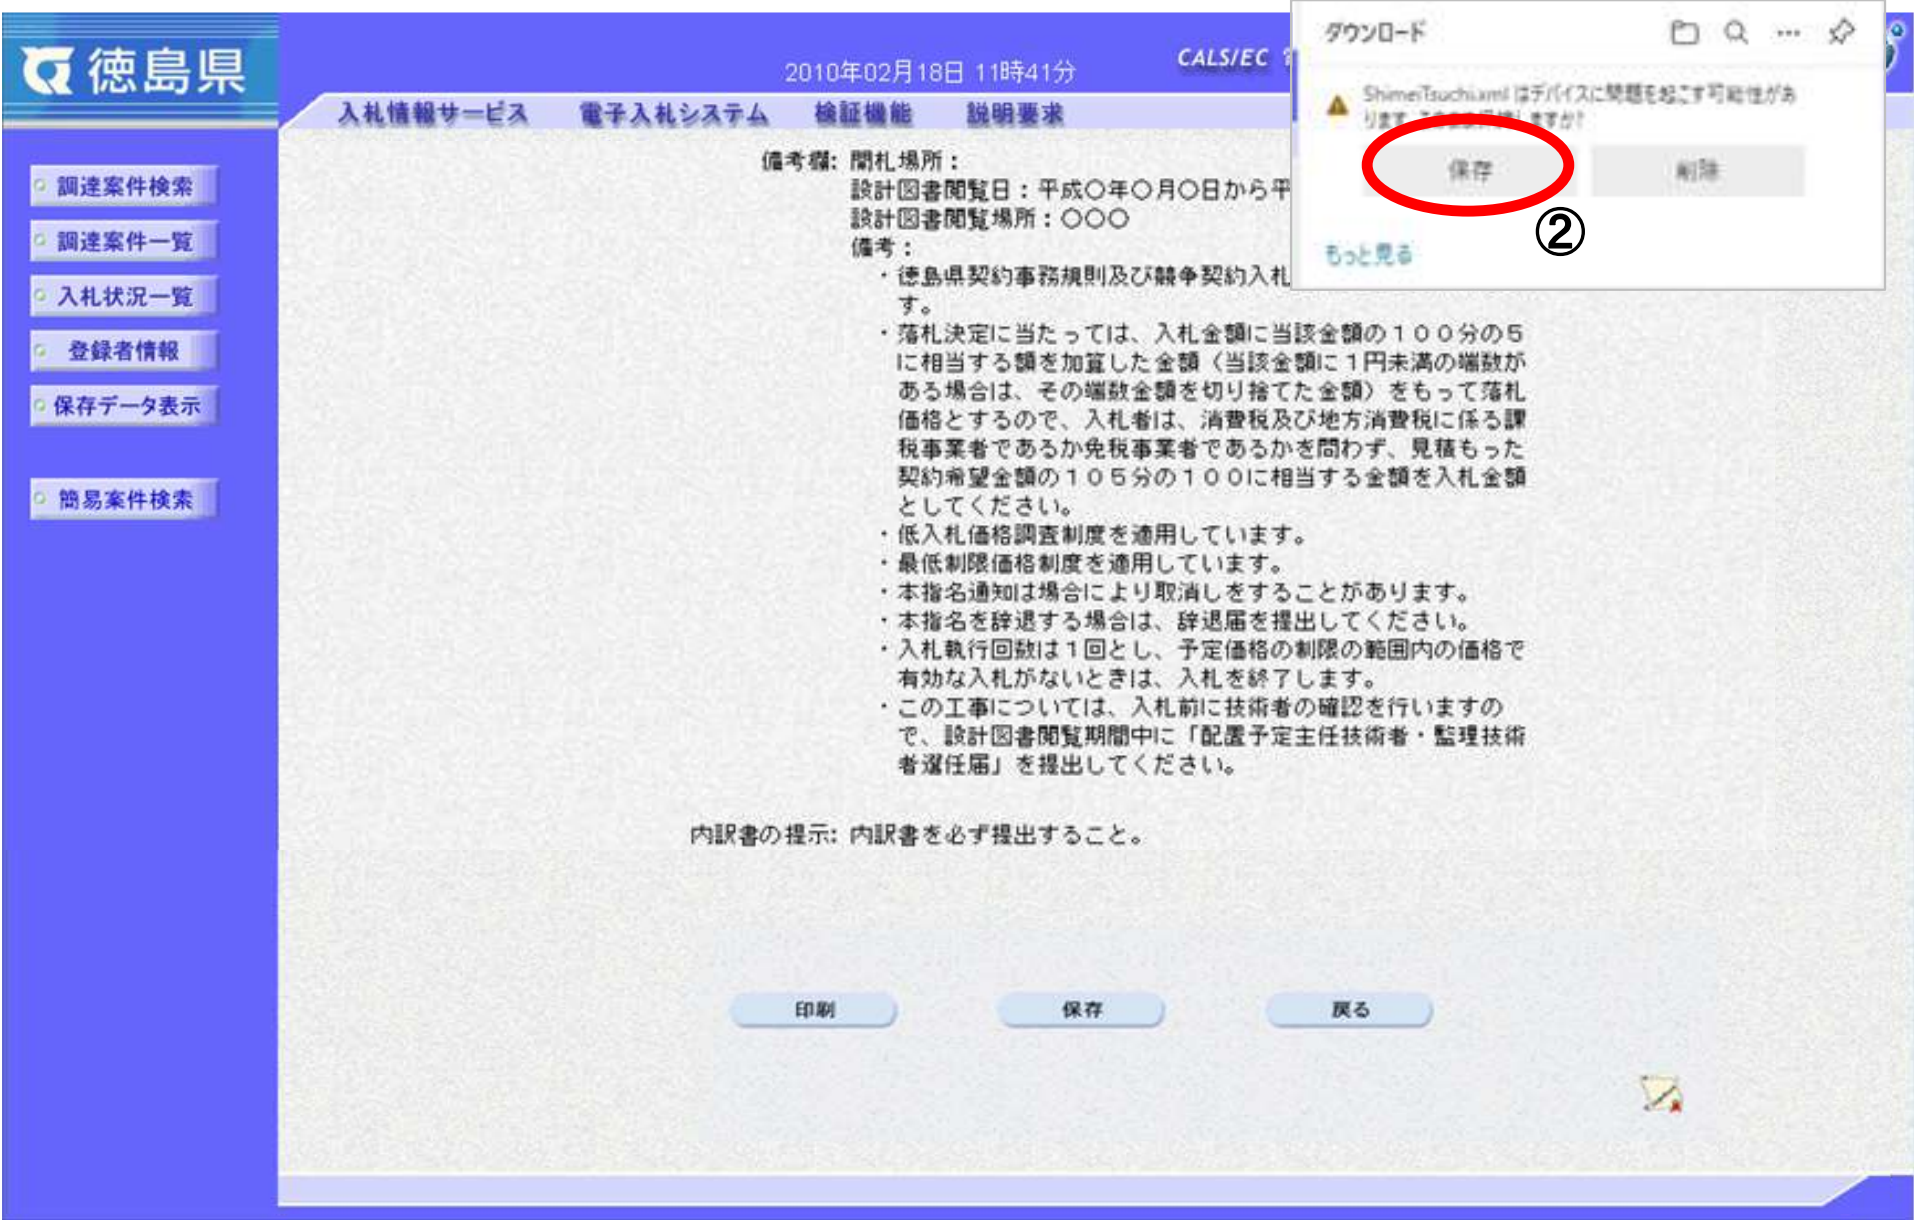 徳島県
2010年02月18日 11時41分
CALS/EC
入札情報サービス 電子入札システム 検証機能 説明要求
ダウンロード
ShimeiTsuchi.xml はデバイスに問題を起こす可能性があ
ります。このまま保存しますか?
保存 削除
②
もっと見る
調達案件検索
調達案件一覧
入札状況一覧
登録者情報
保存データ表示
簡易案件検索
備考欄: 開札場所：
設計図書閲覧日：平成〇年〇月〇日から平
設計図書閲覧場所：〇〇〇
備考：
・徳島県契約事務規則及び競争契約入札
す。
・落札決定に当たっては、入札金額に当該金額の１００分の５
に相当する額を加算した金額（当該金額に１円未満の端数が
ある場合は、その端数金額を切り捨てた金額）をもって落札
価格とするので、入札者は、消費税及び地方消費税に係る課
税事業者であるか免税事業者であるかを問わず、見積もった
契約希望金額の１０５分の１００に相当する金額を入札金額
としてください。
・低入札価格調査制度を適用しています。
・最低制限価格制度を適用しています。
・本指名通知は場合により取消しをすることがあります。
・本指名を辞退する場合は、辞退届を提出してください。
・入札執行回数は１回とし、予定価格の制限の範囲内の価格で
有効な入札がないときは、入札を終了します。
・この工事については、入札前に技術者の確認を行いますの
で、設計図書閲覧期間中に「配置予定主任技術者・監理技術
者選任届」を提出してください。
内訳書の提示: 内訳書を必ず提出すること。
印刷 保存 戻る